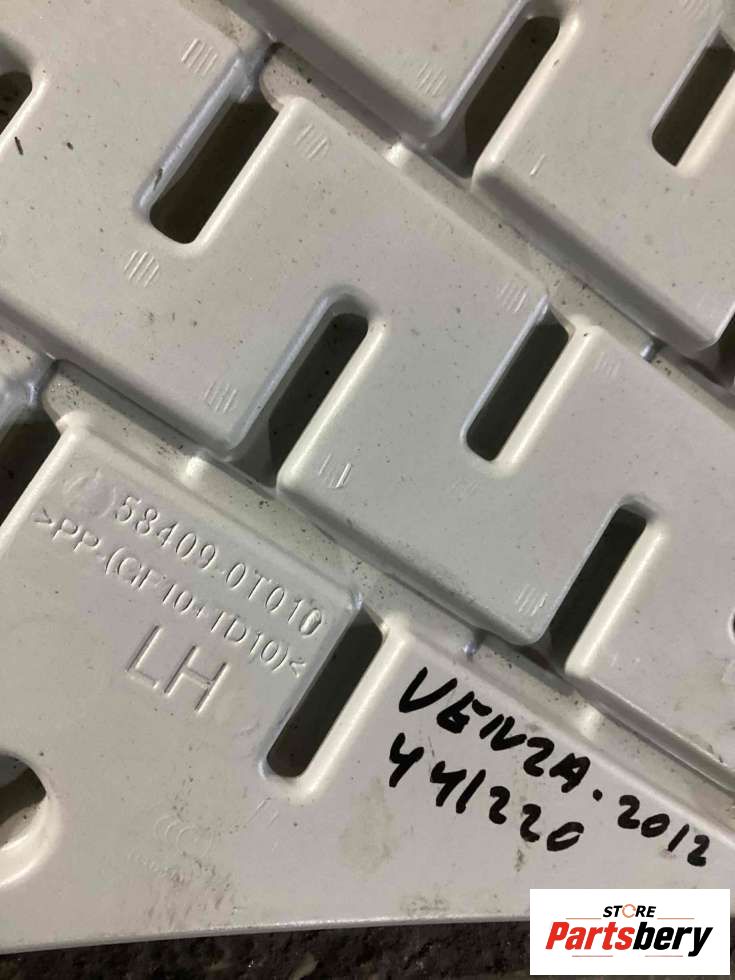 58409-0T010
>PP-(GF10+TD10)<
LH
VENZA. 2012
441220
STORE
Partsbery